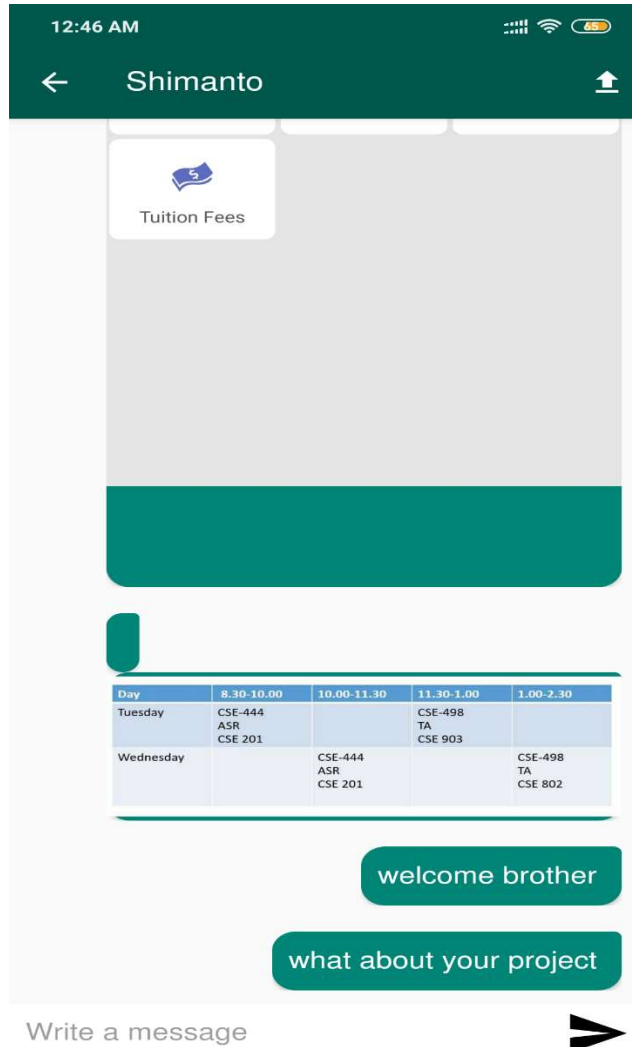 12:46 AM
65
Shimanto
Tuition Fees
Day 8.30-10.00 10.00-11.30 11.30-1.00 1.00-2.30
Tuesday CSE-444 CSE-498
ASR TA
CSE 201 CSE 903
Wednesday CSE-444 CSE-498
ASR TA
CSE 201 CSE 802
welcome brother
what about your project
Write a message